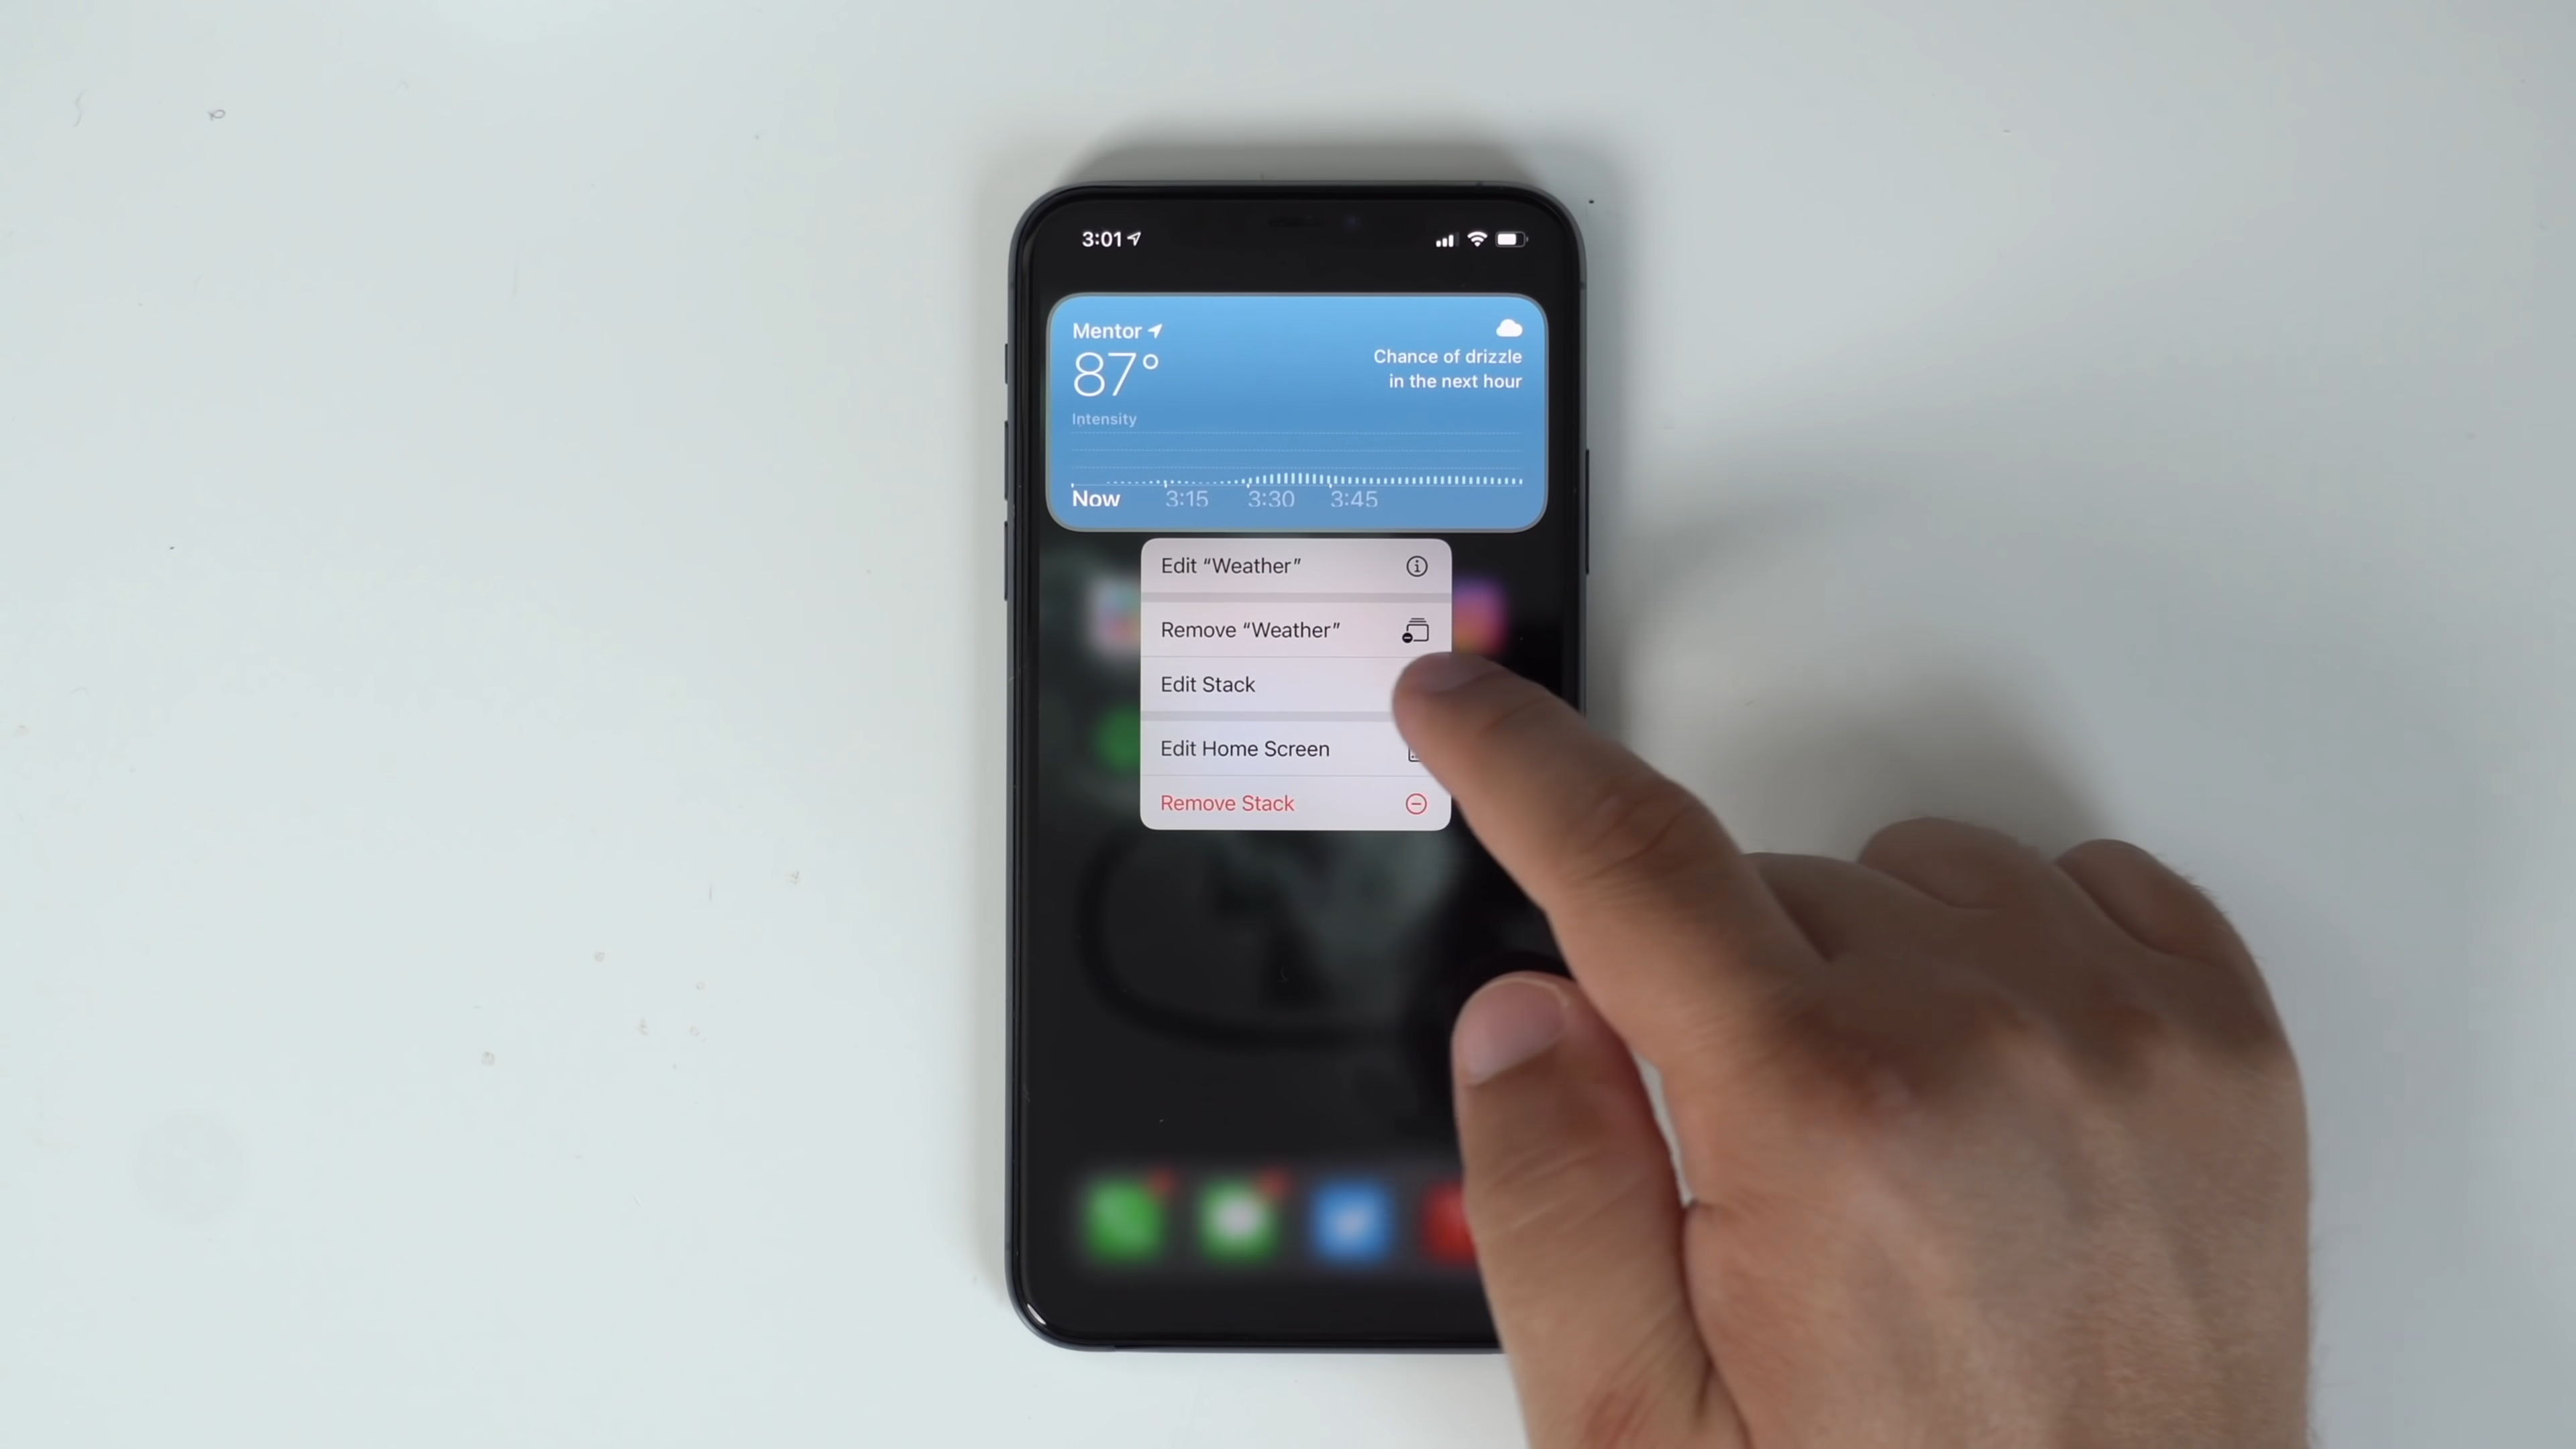 3:01
Mentor
87°
Chance of drizzle
in the next hour
Intensity
Now 3:15 3:30 3:45
Edit “Weather”
Remove “Weather”
Edit Stack
Edit Home Screen
Remove Stack